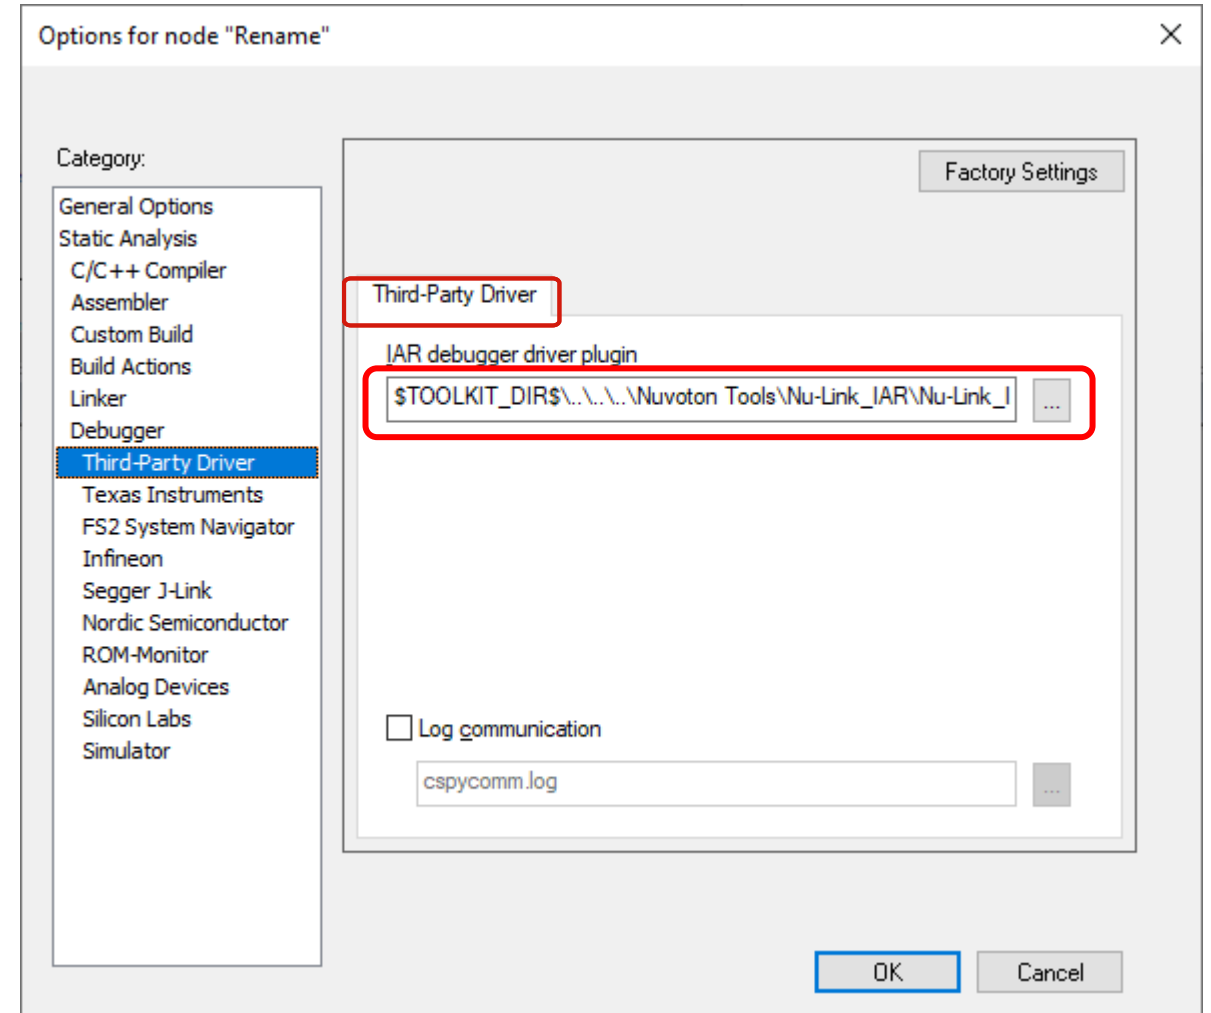 Options for node "Rename"
Category:
Factory Settings
General Options
Static Analysis
C/C++ Compiler
Assembler
Custom Build
Build Actions
Linker
Debugger
Third-Party Driver
Texas Instruments
FS2 System Navigator
Infineon
Segger J-Link
Nordic Semiconductor
ROM-Monitor
Analog Devices
Silicon Labs
Simulator
Third-Party Driver
IAR debugger driver plugin
$TOOLKIT_DIR$\..\..\..\Nuvoton Tools\Nu-Link_IAR\Nu-Link_I
...
Log communication
cspycomm.log
...
OK
Cancel